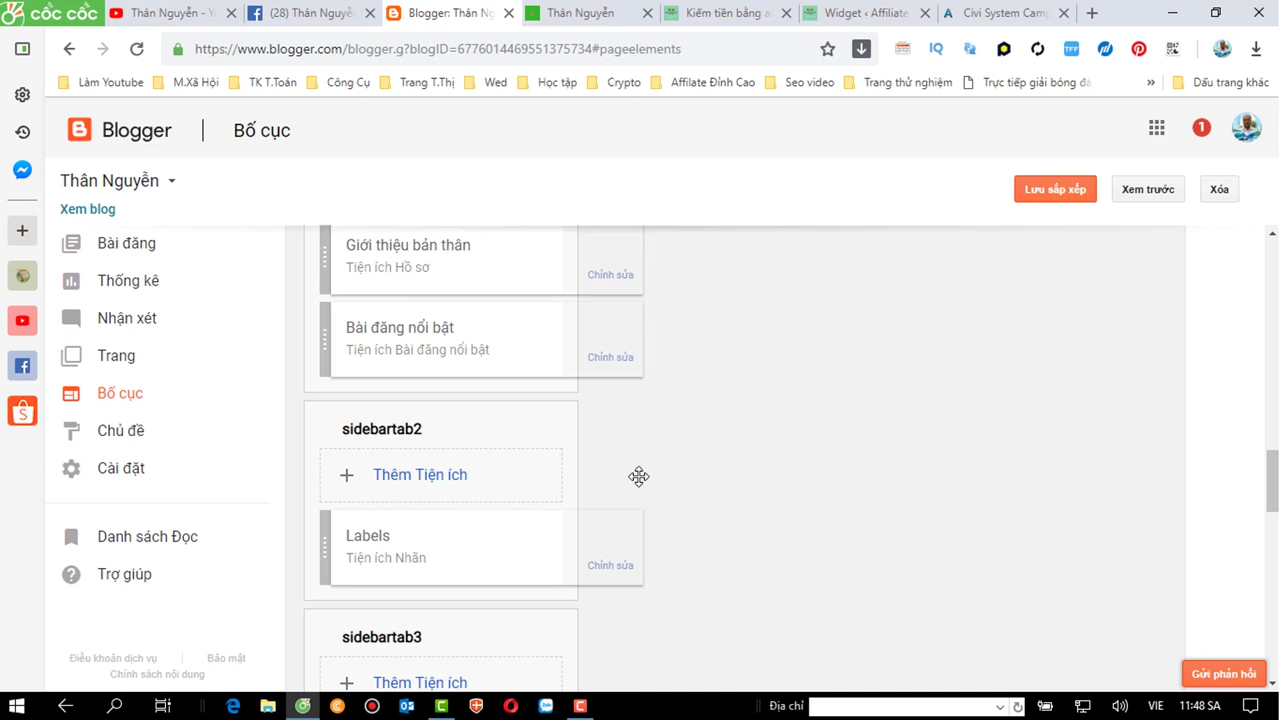 cốc cốc
Thân Nguyễn - Y
(28) Thân Nguyễ
Blogger: Thân Ng
Thân Nguyễn
Kiếm tiền bằng a
Widget ‹ Affiliate
Civi System Cam
https://www.blogger.com/blogger.g?blogID=6776014469551375734#pageelements
Làm Youtube
M.Xã Hội
TK T.Toán
Công Cụ
Trang T.Thị
Wed
Học tập
Crypto
Affilate Đỉnh Cao
Seo video
Trang thử nghiệm
Trực tiếp giải bóng đá
»
Dấu trang khác
Blogger
Bố cục
1
Thân Nguyễn
Lưu sắp xếp
Xem trước
Xóa
Xem blog
Bài đăng
Thống kê
Nhận xét
Trang
Bố cục
Chủ đề
Cài đặt
Danh sách Đọc
Trợ giúp
Điều khoản dịch vụ
Bảo mật
Chính sách nội dung
Giới thiệu bản thân
Tiện ích Hồ sơ
Chỉnh sửa
Bài đăng nổi bật
Tiện ích Bài đăng nổi bật
Chỉnh sửa
sidebartab2
Thêm Tiện ích
Labels
Tiện ích Nhãn
Chỉnh sửa
sidebartab3
Thêm Tiện ích
Gửi phản hồi
Địa chỉ
VIE
11:48 SA